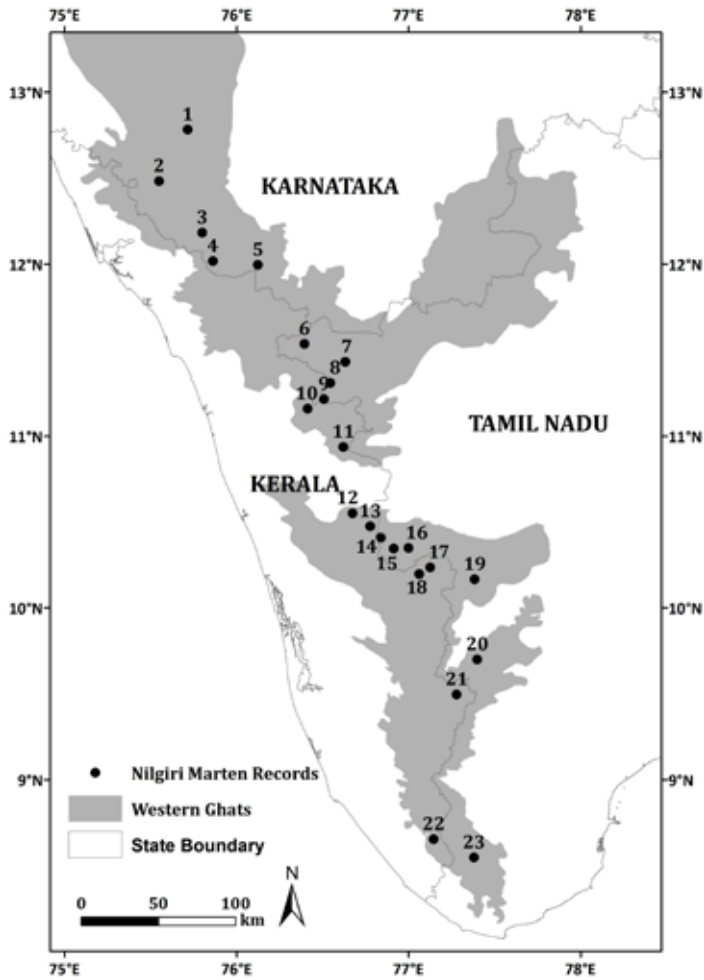 75°E 76°E 77°E 78°E
13°N 13°N
1
2
KARNATAKA
3
4 5
12°N 12°N
6
7
8
9
10
11°N 11°N
11
TAMIL NADU
KERALA
12
13
14 15 16 17
18
19
10°N 10°N
20
21
Nilgiri Marten Records
9°N 9°N
Western Ghats
State Boundary
22
23
N
0 50 100
km
75°E 76°E 77°E 78°E